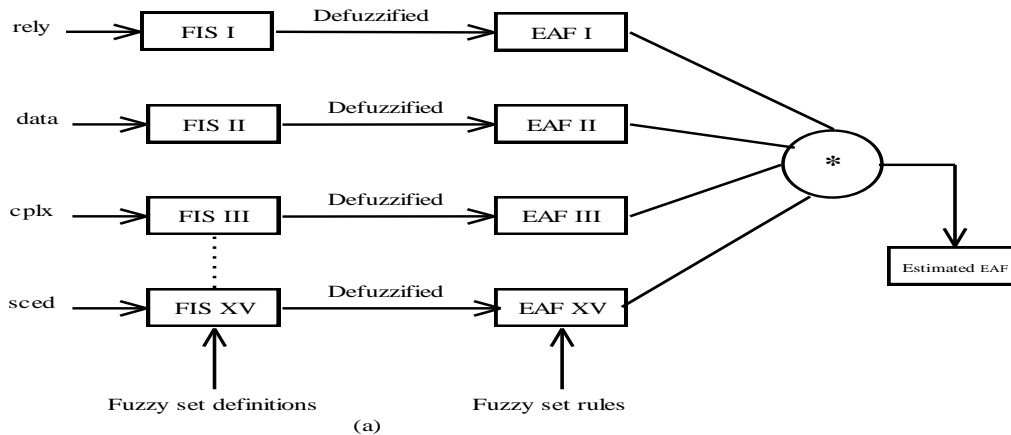 rely FIS I Defuzzified EAF I
data FIS II Defuzzified EAF II
*
cplx FIS III Defuzzified EAF III
Estimated EAF
sced FIS XV Defuzzified EAF XV
Fuzzy set definitions Fuzzy set rules
(a)